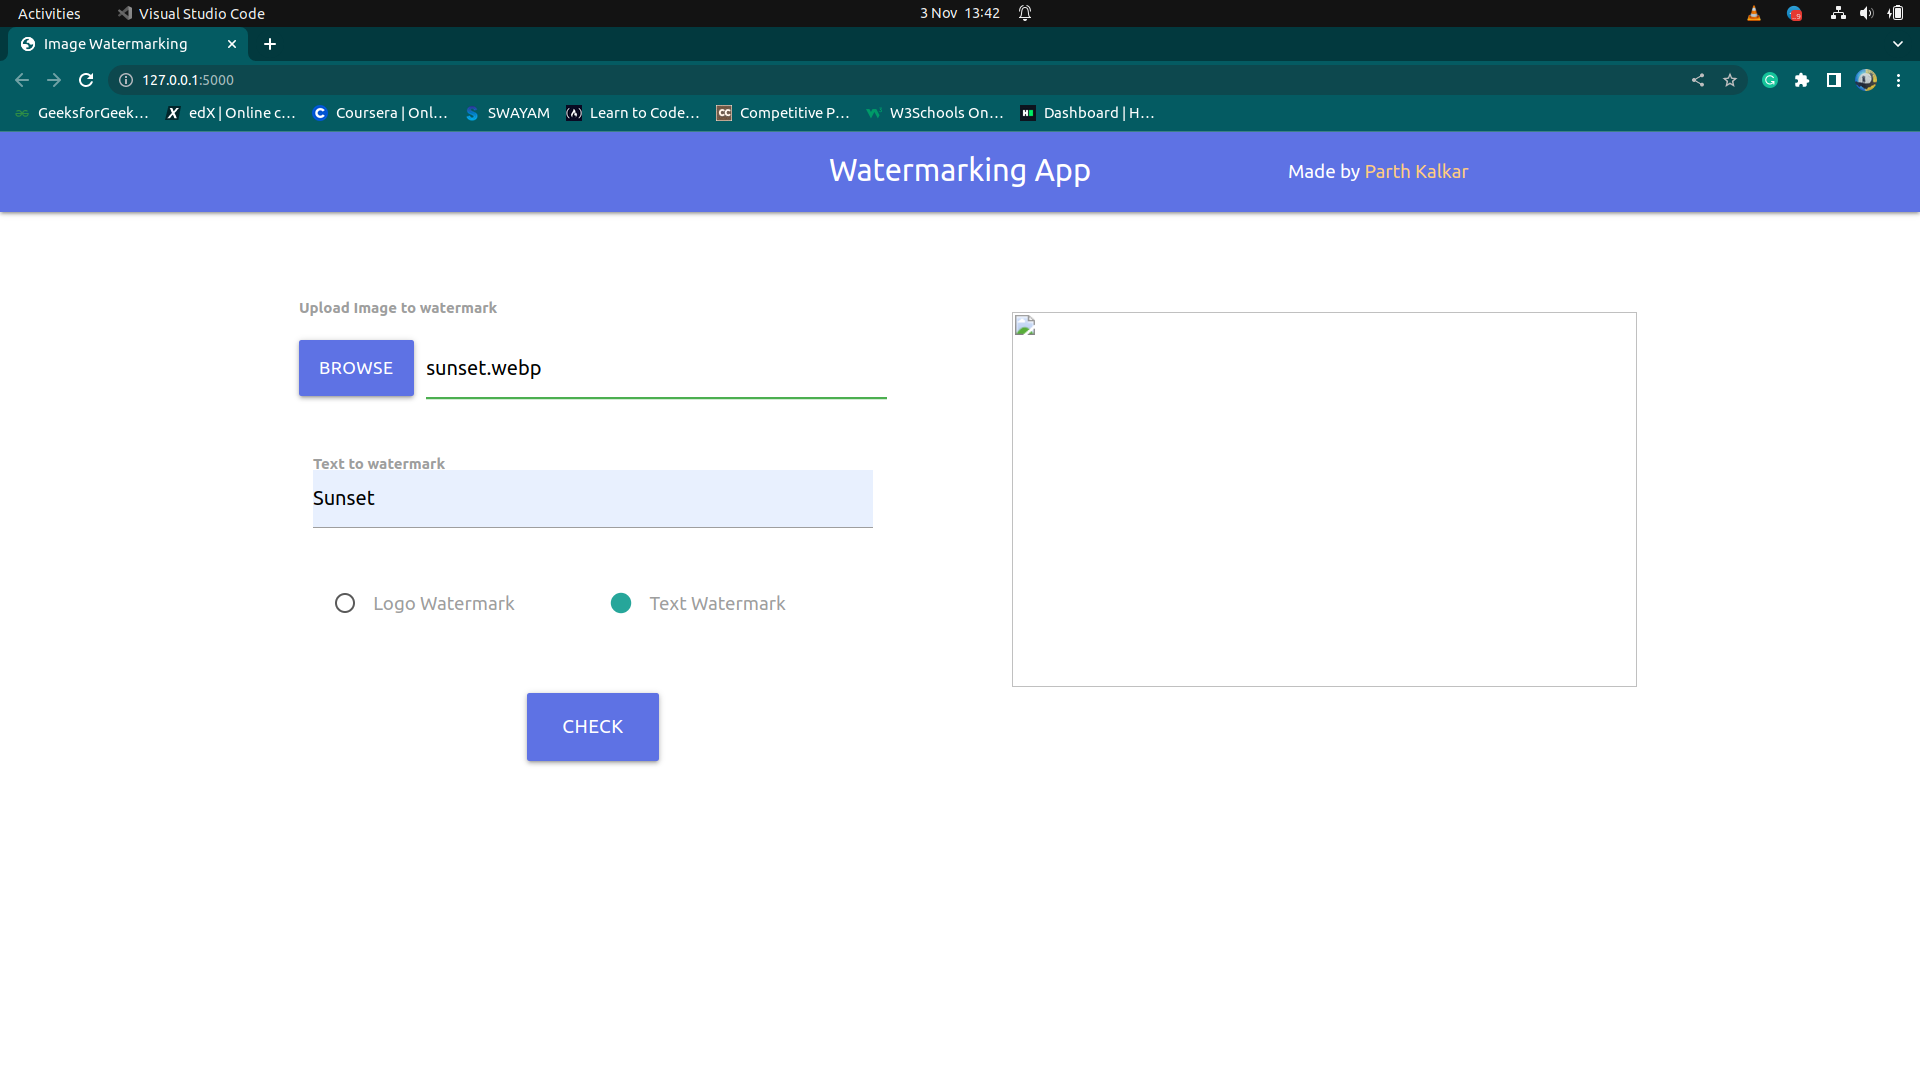 Activities Visual Studio Code 3 Nov 13:42
Image Watermarking
127.0.0.1:5000
GeeksforGeek... edX | Online c... Coursera | Onl... SWAYAM Learn to Code... Competitive P... W3Schools On... Dashboard | H...
Watermarking App Made by Parth Kalkar
Upload Image to watermark
BROWSE sunset.webp
Text to watermark
Sunset
Logo Watermark Text Watermark
CHECK